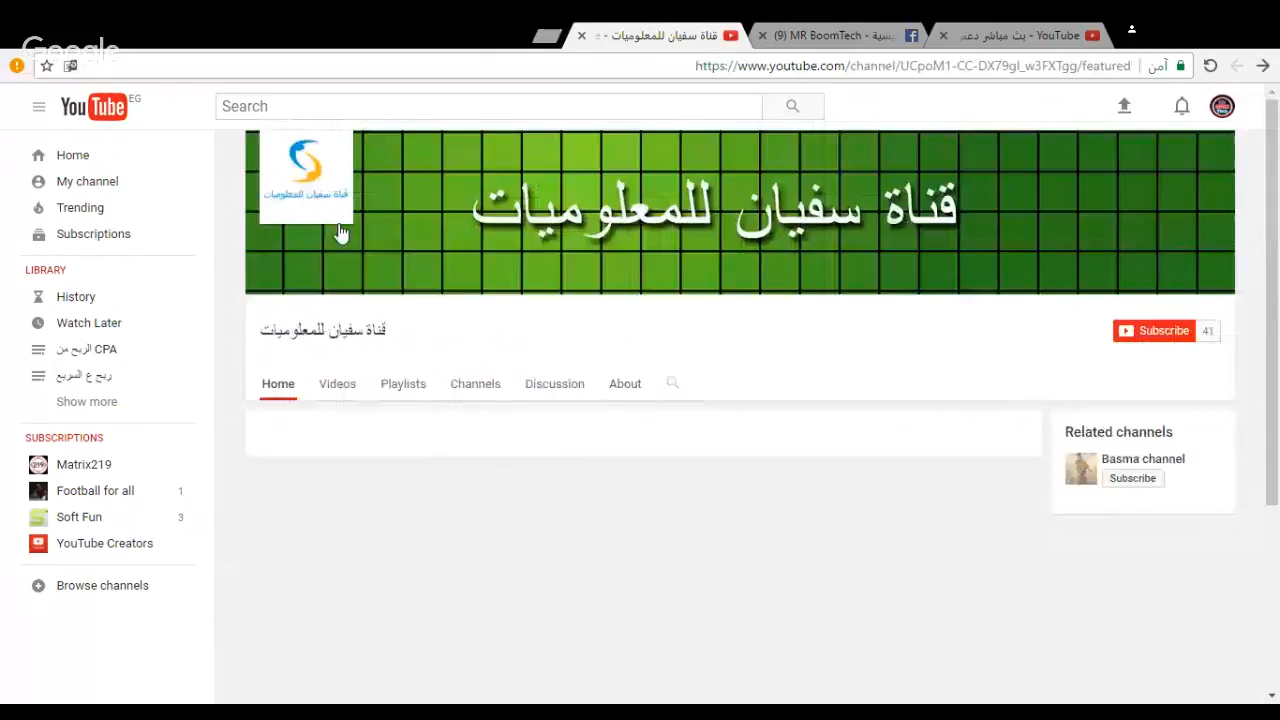 Google
قناة سفيان للمعلوميات - e
(9) MR BoomTech - نسية
بث مباشر دعم - YouTube
https://www.youtube.com/channel/UCpoM1-CC-DX79gl_w3FXTgg/featured
آمن
YouTube EG
Search
Home
My channel
Trending
Subscriptions
LIBRARY
History
Watch Later
الربح من CPA
ربح ع السريع
Show more
SUBSCRIPTIONS
Matrix219
Football for all 1
Soft Fun 3
YouTube Creators
Browse channels
قناة سفيان للمعلوميات
قناة سفيان للمعلوميات
قناة سفيان للمعلوميات
Subscribe 41
Home Videos Playlists Channels Discussion About
Related channels
Basma channel
Subscribe